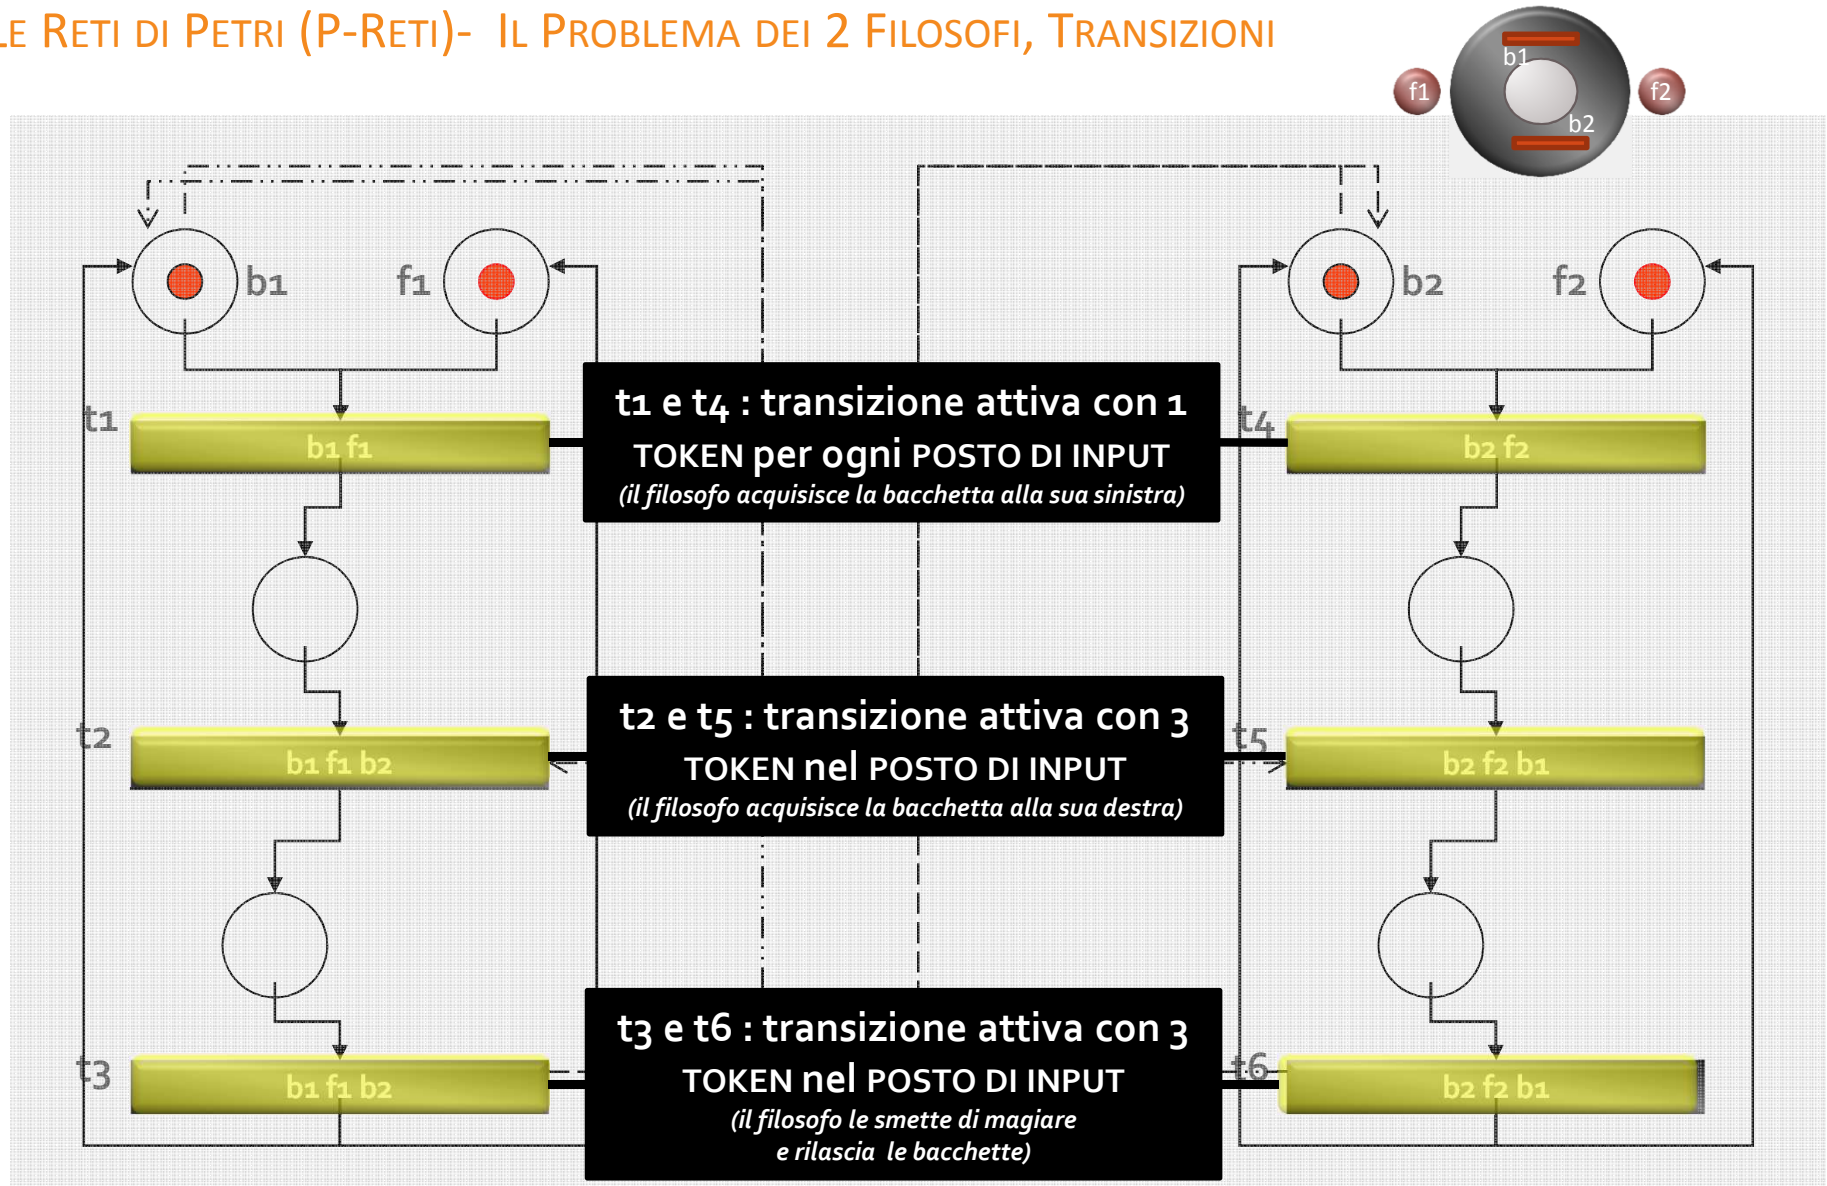 LE RETI DI PETRI (P-RETI)- IL PROBLEMA DEI 2 FILOSOFI, TRANSIZIONI
b1
f1
f2
b2
b1
f1
b2
f2
t1 e t4 : transizione attiva con 1
TOKEN per ogni POSTO DI INPUT
(il filosofo acquisisce la bacchetta alla sua sinistra)
t1
b1 f1
t4
b2 f2
t2 e t5 : transizione attiva con 3
TOKEN nel POSTO DI INPUT
(il filosofo acquisisce la bacchetta alla sua destra)
t2
b1 f1 b2
t5
b2 f2 b1
t3 e t6 : transizione attiva con 3
TOKEN nel POSTO DI INPUT
(il filosofo le smette di magiare
e rilascia le bacchette)
t3
b1 f1 b2
t6
b2 f2 b1